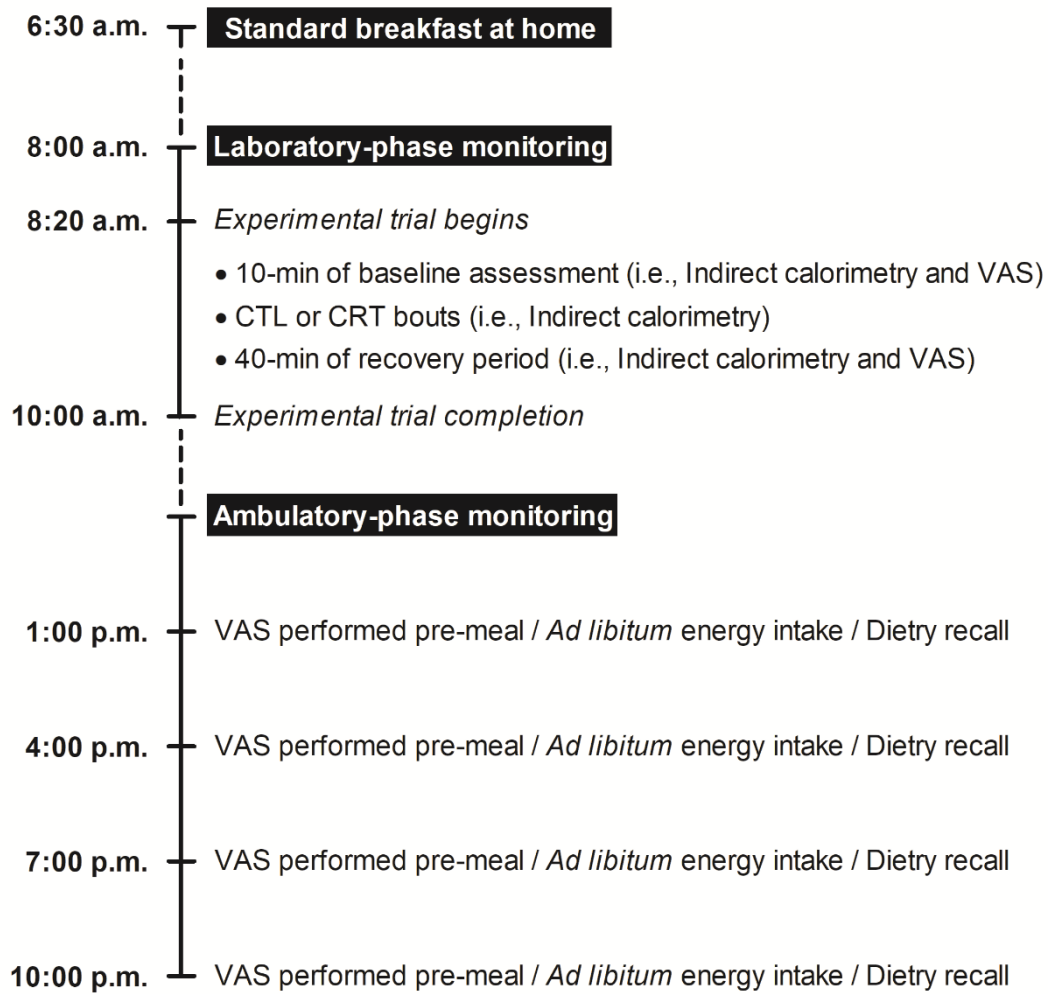 6:30 a.m. Standard breakfast at home
8:00 a.m. Laboratory-phase monitoring
8:20 a.m. Experimental trial begins
• 10-min of baseline assessment (i.e., Indirect calorimetry and VAS)
• CTL or CRT bouts (i.e., Indirect calorimetry)
• 40-min of recovery period (i.e., Indirect calorimetry and VAS)
10:00 a.m. Experimental trial completion
Ambulatory-phase monitoring
1:00 p.m. VAS performed pre-meal / Ad libitum energy intake / Dietry recall
4:00 p.m. VAS performed pre-meal / Ad libitum energy intake / Dietry recall
7:00 p.m. VAS performed pre-meal / Ad libitum energy intake / Dietry recall
10:00 p.m. VAS performed pre-meal / Ad libitum energy intake / Dietry recall